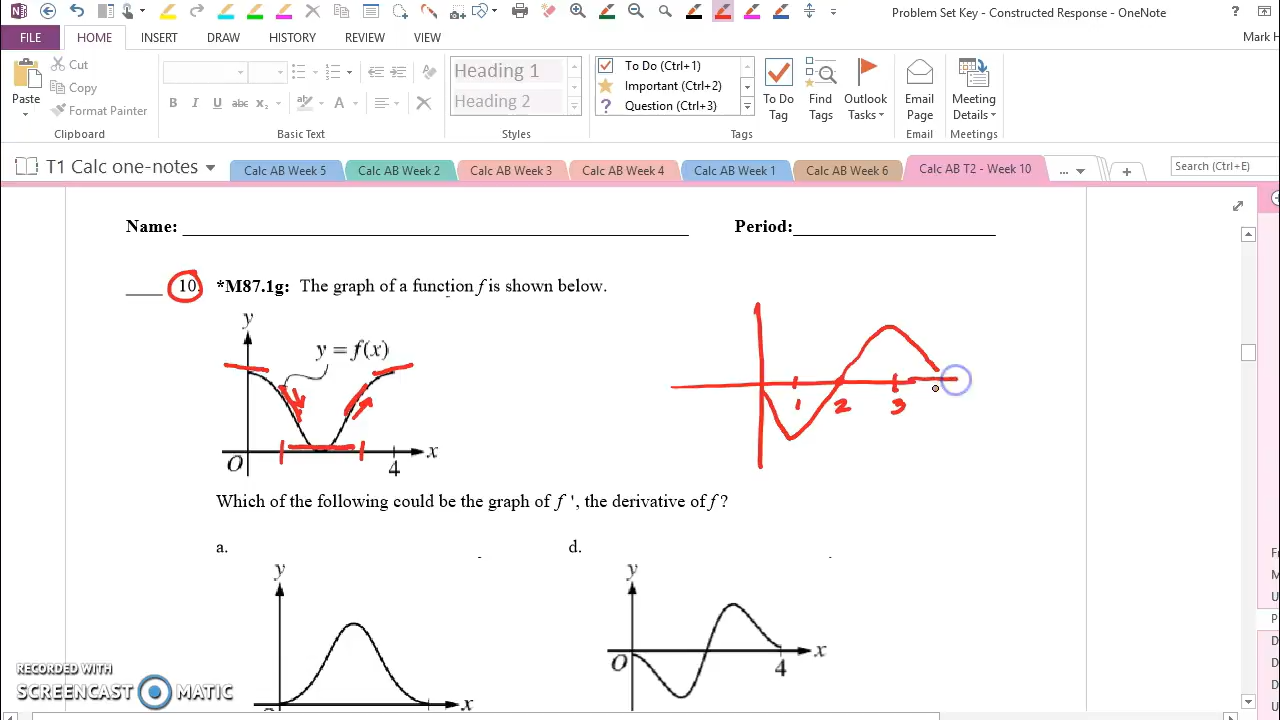 Problem Set Key - Constructed Response - OneNote
?
FILE
HOME
INSERT
DRAW
HISTORY
REVIEW
VIEW
Mark H
Paste
Cut
Copy
Format Painter
Clipboard
B I U abc x₂ A
Basic Text
Heading 1
Heading 2
Styles
To Do (Ctrl+1)
Important (Ctrl+2)
? Question (Ctrl+3)
Tags
To Do Tag
Find Tags
Outlook Tasks
Email Page
Email
Meeting Details
Meetings
T1 Calc one-notes
Calc AB Week 5
Calc AB Week 2
Calc AB Week 3
Calc AB Week 4
Calc AB Week 1
Calc AB Week 6
Calc AB T2 - Week 10
...
Search (Ctrl+E)
Name: ____ Period: ____
____ 10. *M87.1g: The graph of a function f is shown below.
y
y = f(x)
O
4
x
1
2
3
Which of the following could be the graph of f ', the derivative of f ?
a.
d.
y
x
y
O
4
x
RECORDED WITH
SCREENCAST MATIC